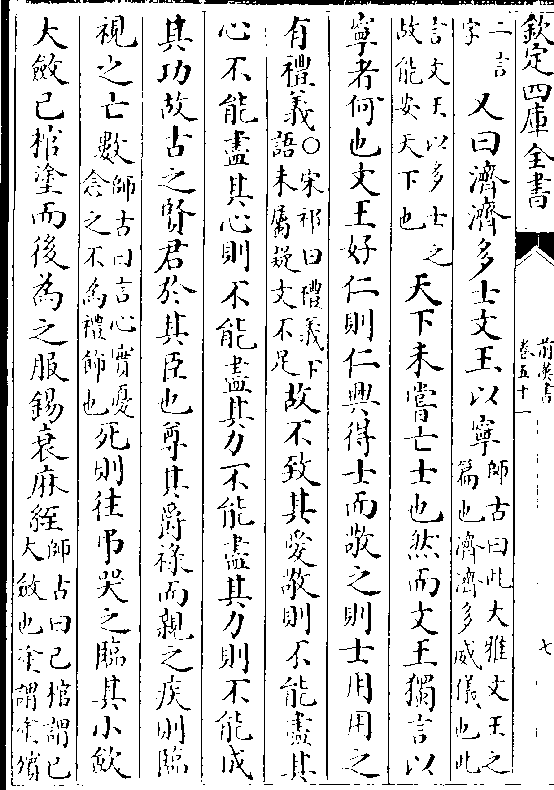 欽定四庫全書
前漢書
卷五十一
七
二言
字
又曰濟濟多士文王以寧
師古曰此大雅文王之
篇也濟濟多威儀也此
言文王以多士之
故能安天下也
天下未嘗亡士也然而文王獨言以
寧者何也文王好仁則仁興得士而敬之則士用用之
有禮義
○宋祁曰禮義下
語未屬疑文不足
故不致其愛敬則不能盡其
心不能盡其心則不能盡其力不能盡其力則不能成
其功故古之賢君於其臣也尊其爵祿而親之疾則臨
視之亡數
師古曰言心實憂
念之不為禮飾也
死則往弔哭之臨其小歛
大斂已棺塗而後為之服錫衰麻絰
師古曰已棺謂已
大斂也塗謂塗殯